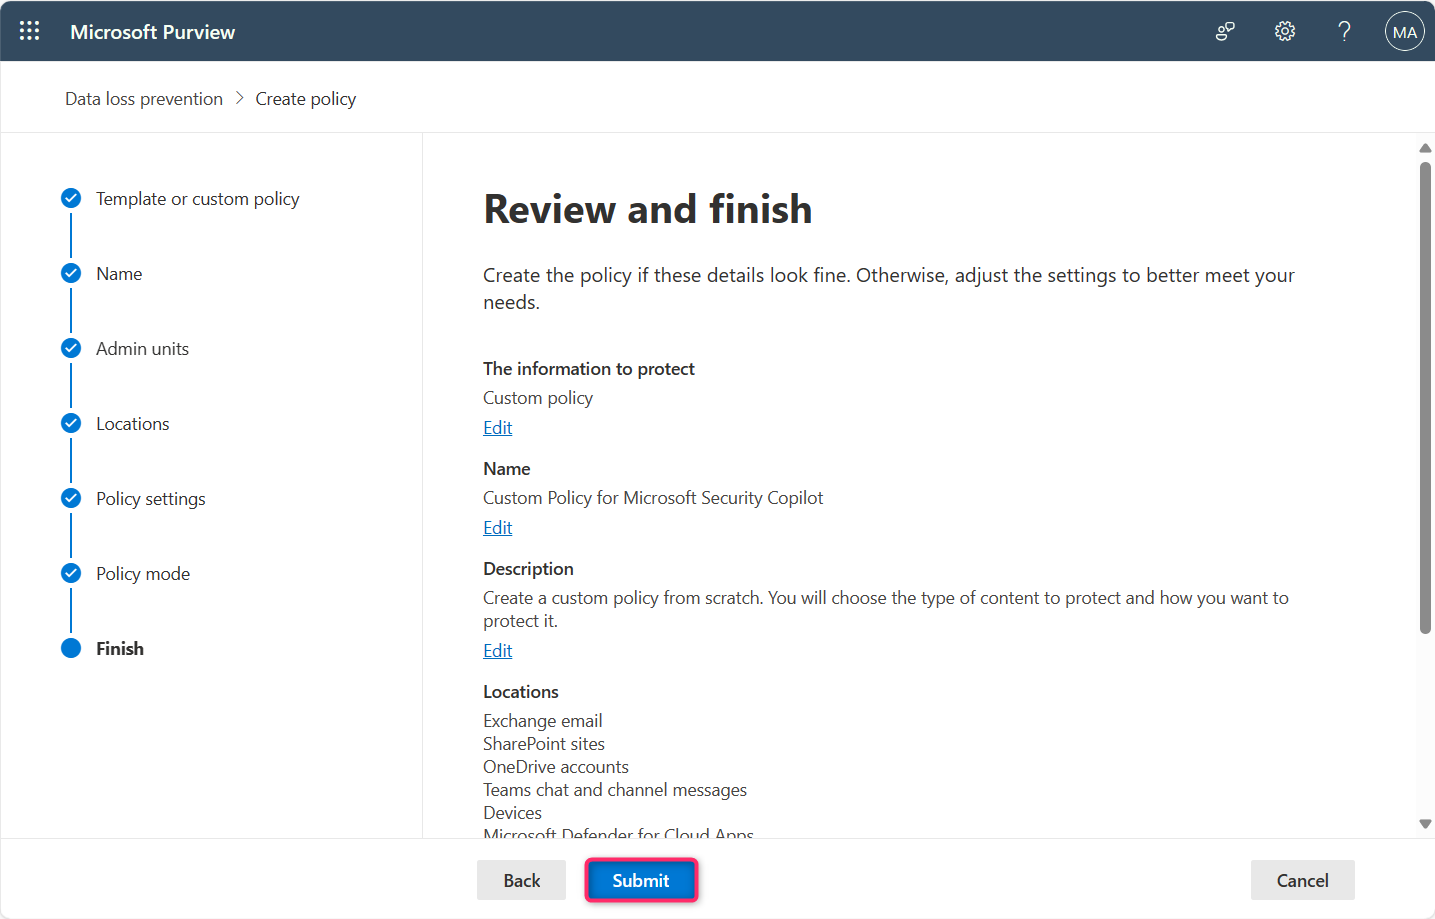 Microsoft Purview
MA
Data loss prevention > Create policy
Template or custom policy
Name
Admin units
Locations
Policy settings
Policy mode
Finish
Review and finish
Create the policy if these details look fine. Otherwise, adjust the settings to better meet your
needs.
The information to protect
Custom policy
Edit
Name
Custom Policy for Microsoft Security Copilot
Edit
Description
Create a custom policy from scratch. You will choose the type of content to protect and how you want to
protect it.
Edit
Locations
Exchange email
SharePoint sites
OneDrive accounts
Teams chat and channel messages
Devices
Microsoft Defender for Cloud Apps
Back
Submit
Cancel